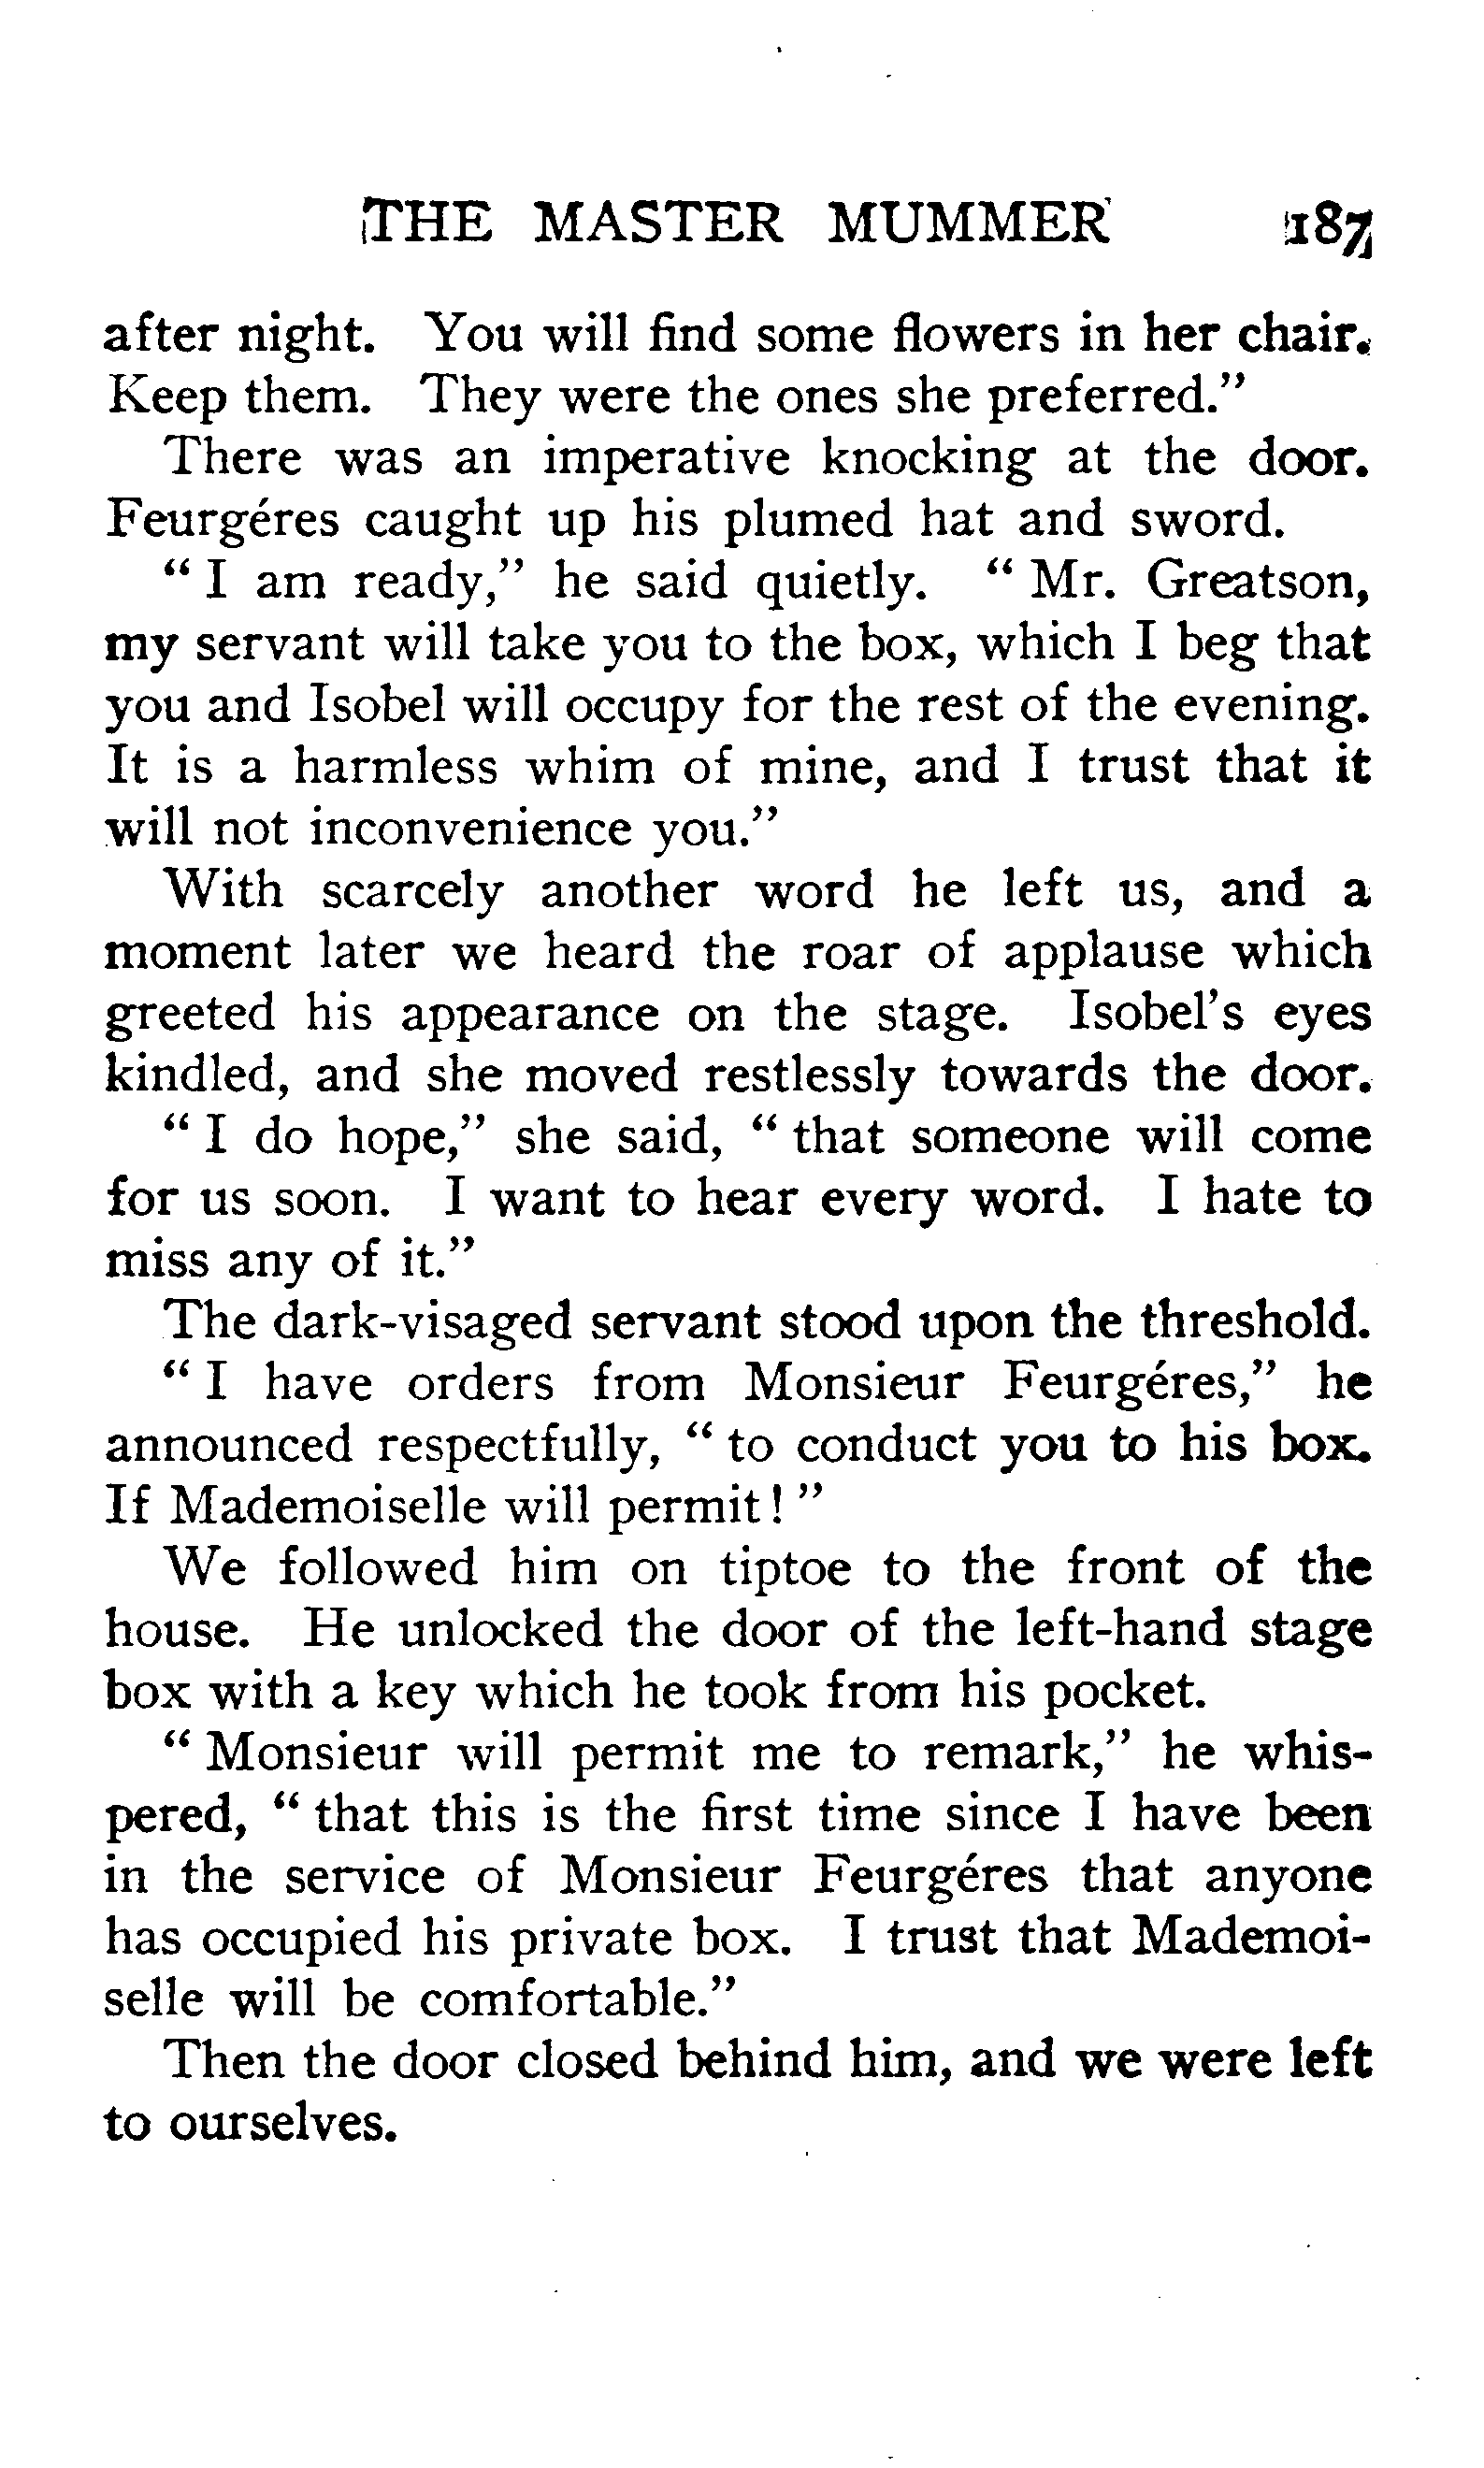 THE MASTER MUMMER 187
after night. You will find some flowers in her chair.
Keep them. They were the ones she preferred.”
There was an imperative knocking at the door.
Feurgéres caught up his plumed hat and sword.
“ I am ready,” he said quietly. “ Mr. Greatson,
my servant will take you to the box, which I beg that
you and Isobel will occupy for the rest of the evening.
It is a harmless whim of mine, and I trust that it
will not inconvenience you.”
With scarcely another word he left us, and a
moment later we heard the roar of applause which
greeted his appearance on the stage. Isobel’s eyes
kindled, and she moved restlessly towards the door.
“ I do hope,” she said, “ that someone will come
for us soon. I want to hear every word. I hate to
miss any of it.”
The dark-visaged servant stood upon the threshold.
“ I have orders from Monsieur Feurgéres,” he
announced respectfully, “ to conduct you to his box.
If Mademoiselle will permit! ”
We followed him on tiptoe to the front of the
house. He unlocked the door of the left-hand stage
box with a key which he took from his pocket.
“ Monsieur will permit me to remark,” he whis-
pered, “ that this is the first time since I have been
in the service of Monsieur Feurgéres that anyone
has occupied his private box. I trust that Mademoi-
selle will be comfortable.”
Then the door closed behind him, and we were left
to ourselves.